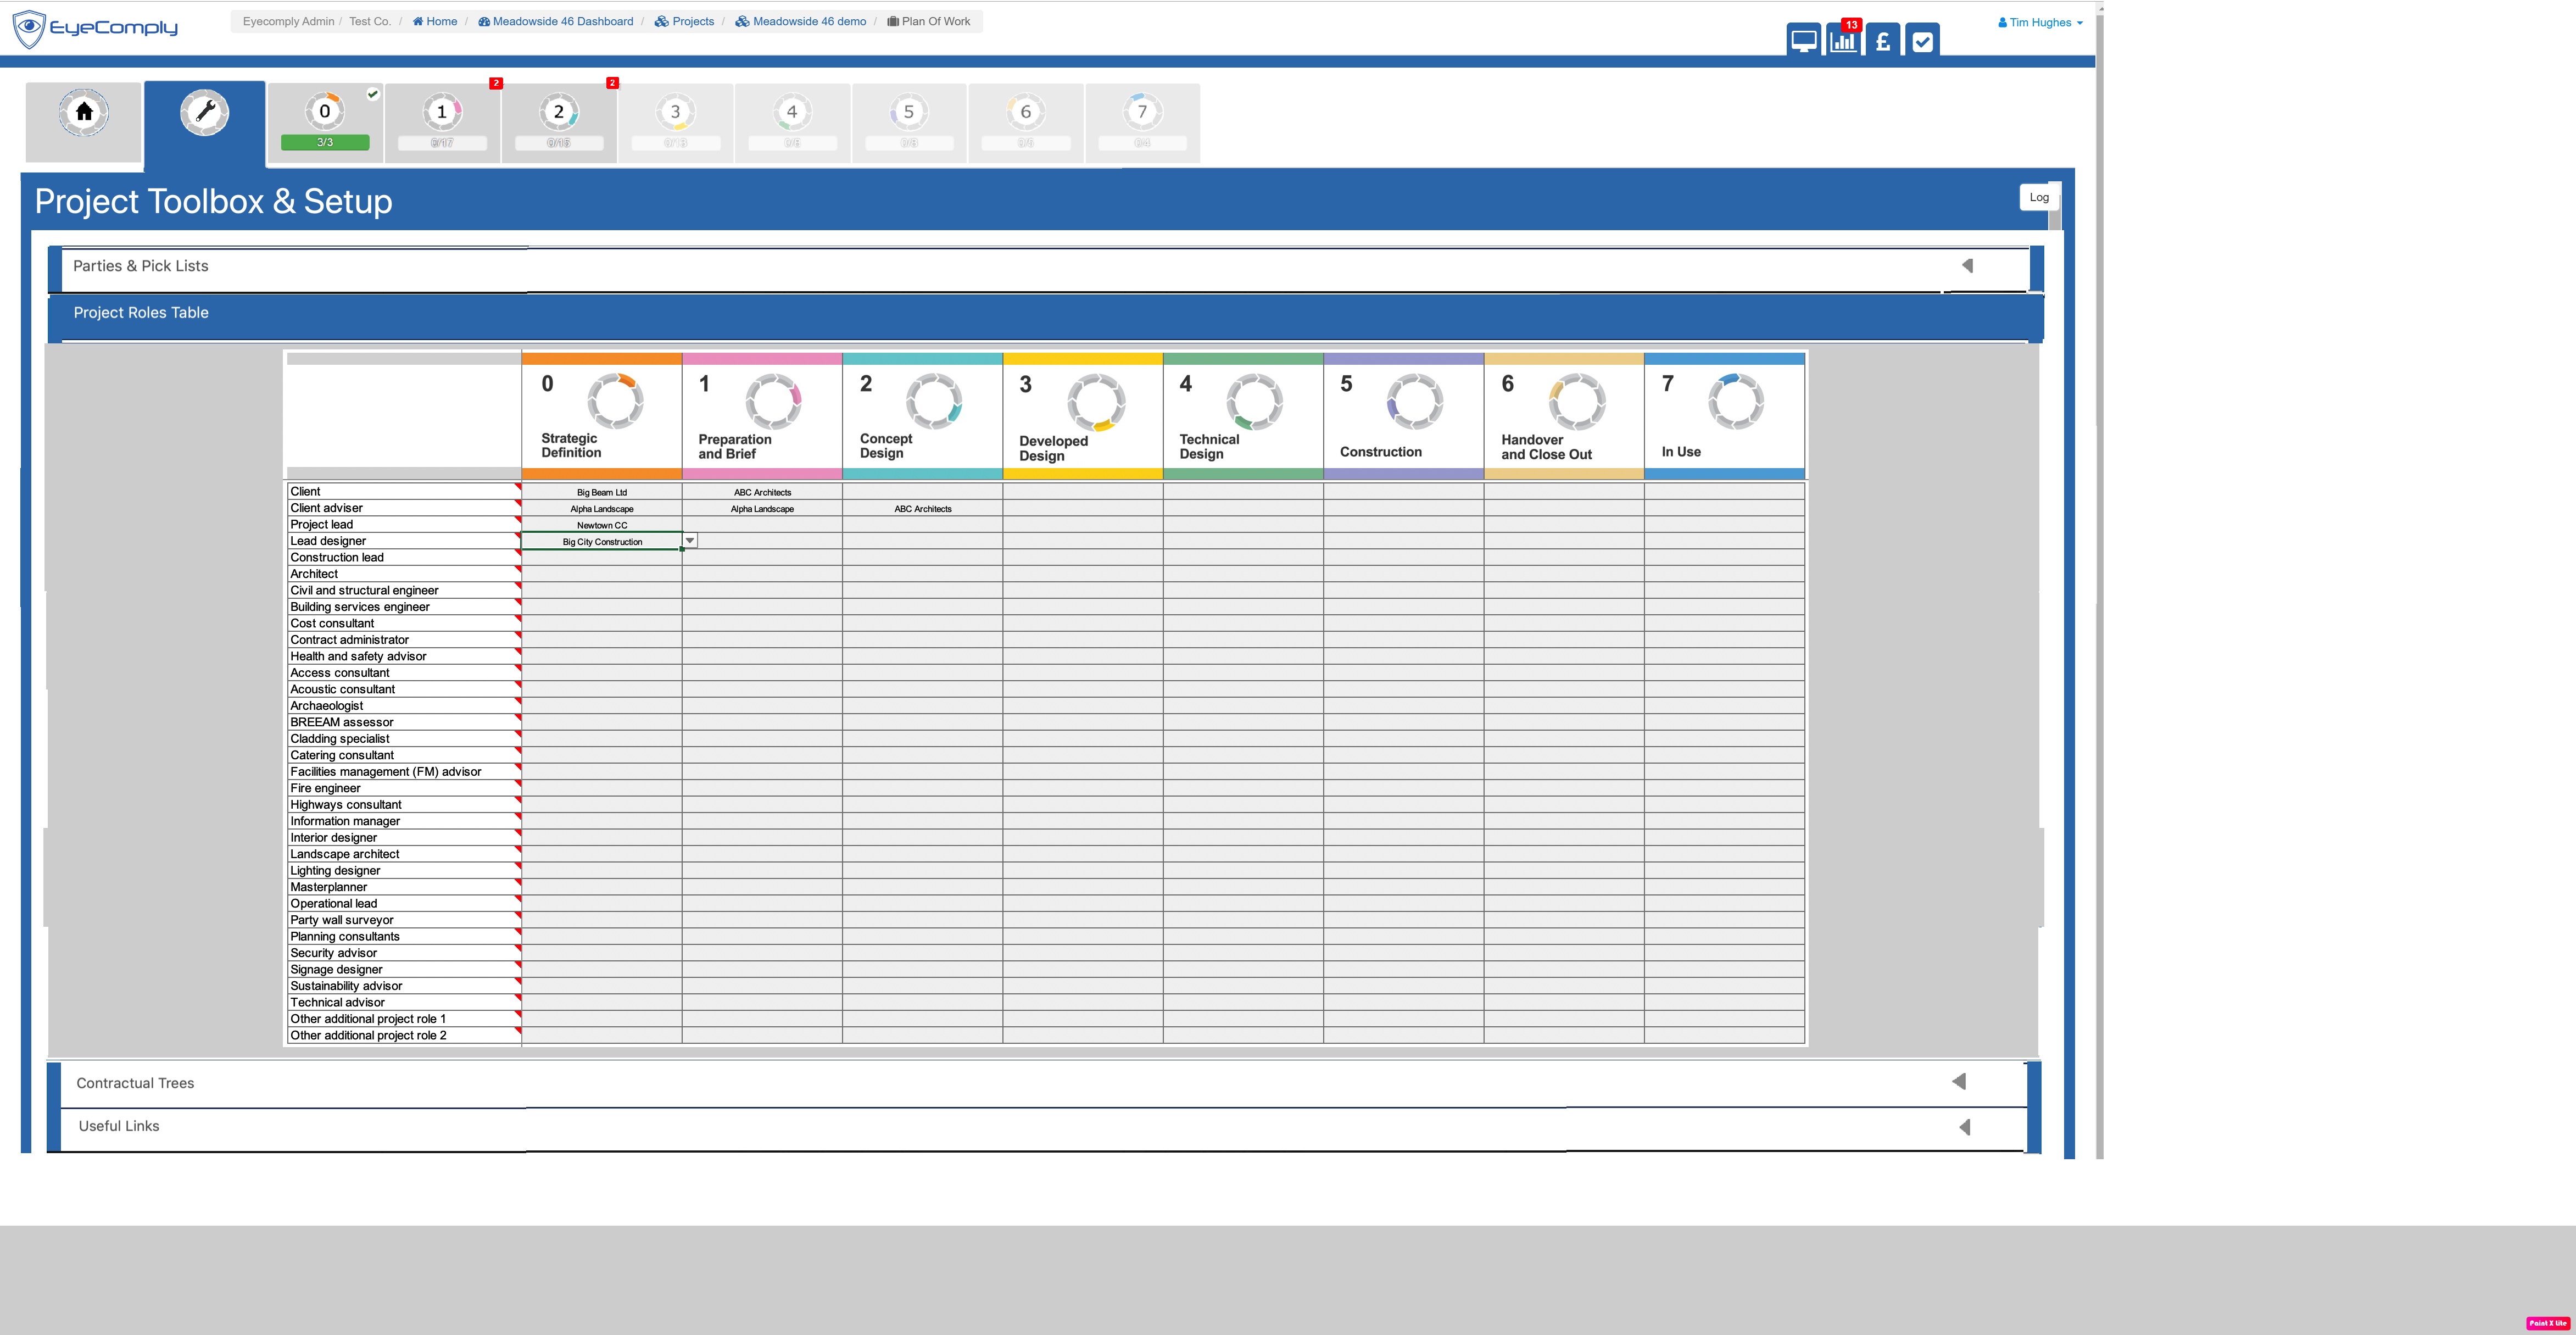 EyeComply
Eyecomply Admin / Test Co. / Home / Meadowside 46 Dashboard / Projects / Meadowside 46 demo / Plan Of Work
13
£
Tim Hughes
2 2
0 1 2 3 4 5 6 7
3/3
Project Toolbox & Setup
Log
Parties & Pick Lists
Project Roles Table
0 1 2 3 4 5 6 7
Strategic Definition
Preparation and Brief
Concept Design
Developed Design
Technical Design
Construction
Handover and Close Out
In Use
Client Big Beam Ltd ABC Architects
Client adviser Alpha Landscape Alpha Landscape ABC Architects
Project lead Newtown CC
Lead designer Big City Construction
Construction lead
Architect
Civil and structural engineer
Building services engineer
Cost consultant
Contract administrator
Health and safety advisor
Access consultant
Acoustic consultant
Archaeologist
BREEAM assessor
Cladding specialist
Catering consultant
Facilities management (FM) advisor
Fire engineer
Highways consultant
Information manager
Interior designer
Landscape architect
Lighting designer
Masterplanner
Operational lead
Party wall surveyor
Planning consultants
Security advisor
Signage designer
Sustainability advisor
Technical advisor
Other additional project role 1
Other additional project role 2
Contractual Trees
Useful Links
Paint X lite